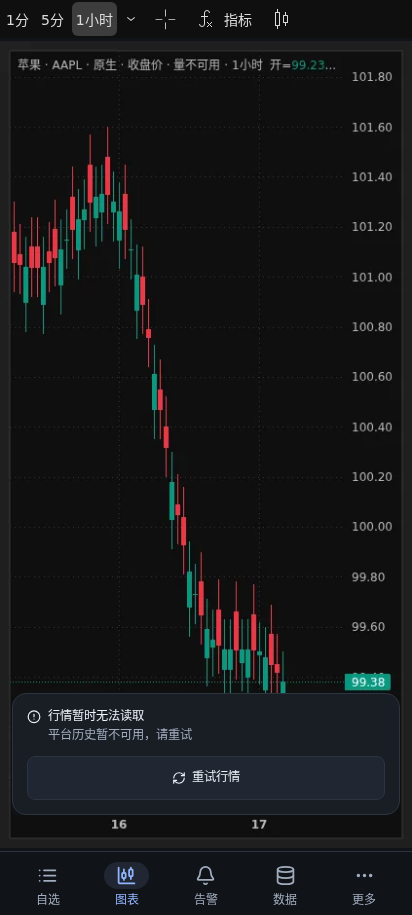 1分 5分 1小时 指标
苹果 · AAPL · 原生 · 收盘价 · 量不可用 · 1小时 开=99.23...
101.80
101.60
101.40
101.20
101.00
100.80
100.60
100.40
100.20
100.00
99.80
99.60
99.38
行情暂时无法读取
平台历史暂不可用，请重试
重试行情
16 17
自选 图表 告警 数据 更多